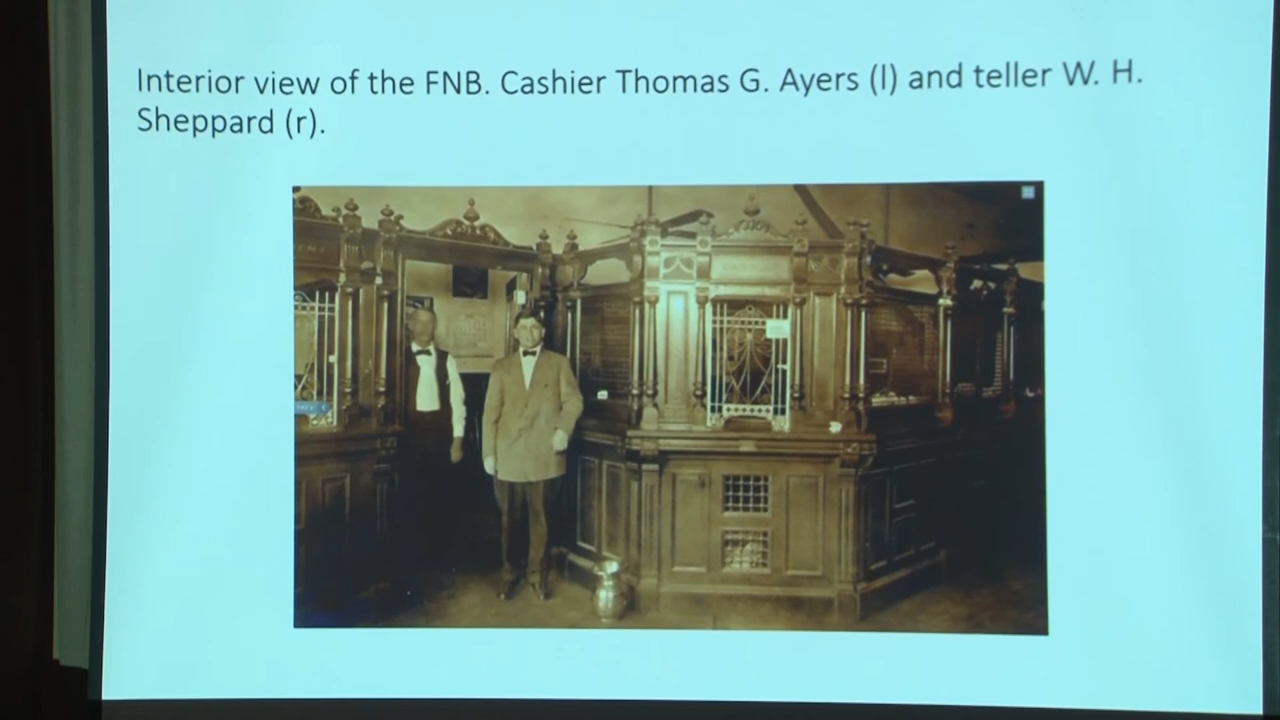 Interior view of the FNB. Cashier Thomas G. Ayers (l) and teller W. H.
Sheppard (r).